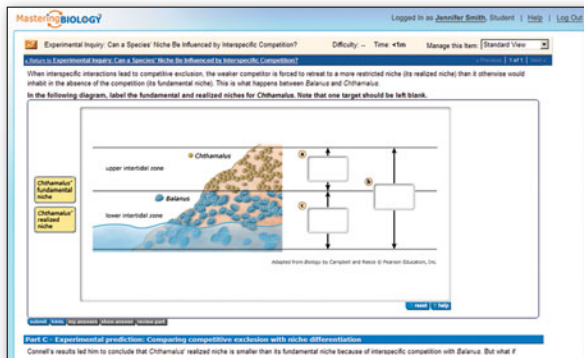 MasteringBIOLOGY
Logged in as Jennifer Smith, Student | Help | Log Out
Experimental Inquiry: Can a Species' Niche Be Influenced by Interspecific Competition?
Difficulty: -- Time: <1m
Manage this Item: Standard View
« Return to Experimental Inquiry: Can a Species' Niche Be Influenced by Interspecific Competition?
« Previous | 1 of 1 | Next »
When interspecific interactions lead to competitive exclusion, the weaker competitor is forced to retreat to a more restricted niche (its realized niche) than it otherwise would
inhabit in the absence of the competition (its fundamental niche). This is what happens between Balanus and Chthamalus.
In the following diagram, label the fundamental and realized niches for Chthamalus. Note that one target should be left blank.
Chthamalus'
fundamental
niche
Chthamalus'
realized
niche
Chthamalus
upper intertidal zone
Balanus
lower intertidal zone
a
b
c
Adapted from Biology by Campbell and Reece © Pearson Education, Inc.
reset
? help
submit hints my answers show answer review part
Part C - Experimental prediction: Comparing competitive exclusion with niche differentiation
Connell's results led him to conclude that Chthamalus' realized niche is smaller than its fundamental niche because of interspecific competition with Balanus. But what if